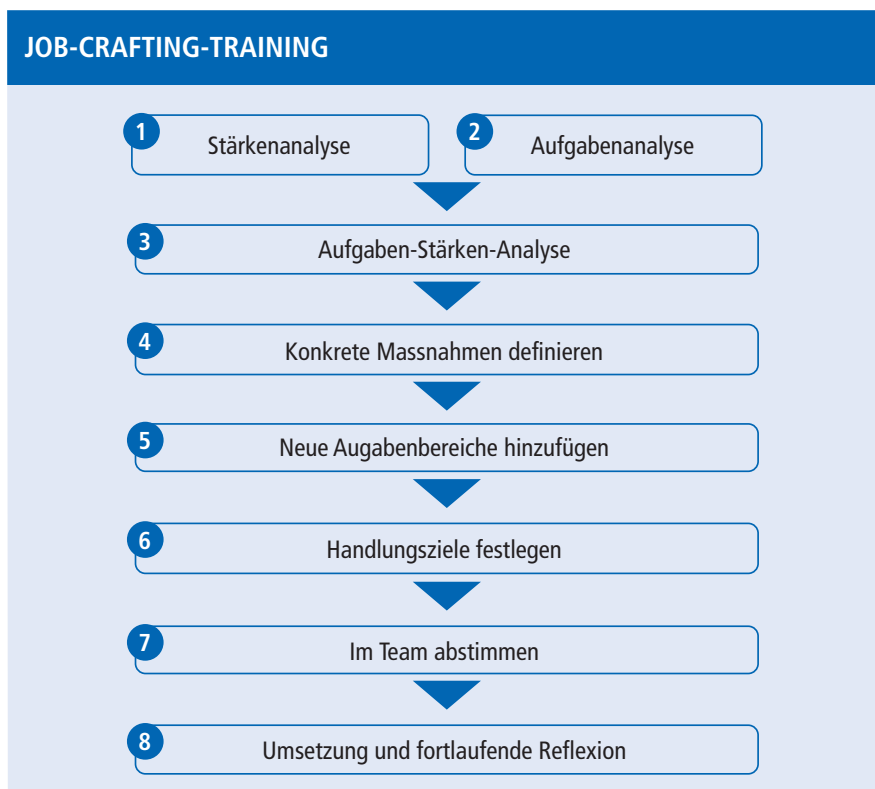 JOB-CRAFTING-TRAINING
1 Stärkenanalyse
2 Aufgabenanalyse
3 Aufgaben-Stärken-Analyse
4 Konkrete Massnahmen definieren
5 Neue Augabenbereiche hinzufügen
6 Handlungsziele festlegen
7 Im Team abstimmen
8 Umsetzung und fortlaufende Reflexion